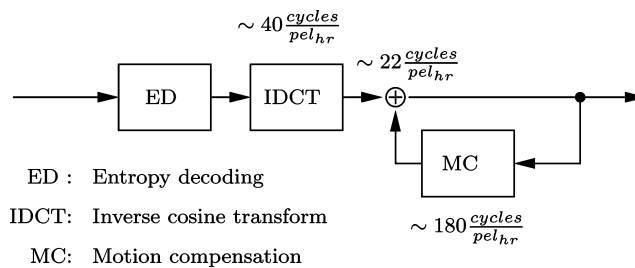 ~ 40 cycles/pel_hr
~ 22 cycles/pel_hr
ED
IDCT
MC
~ 180 cycles/pel_hr
ED : Entropy decoding
IDCT: Inverse cosine transform
MC: Motion compensation